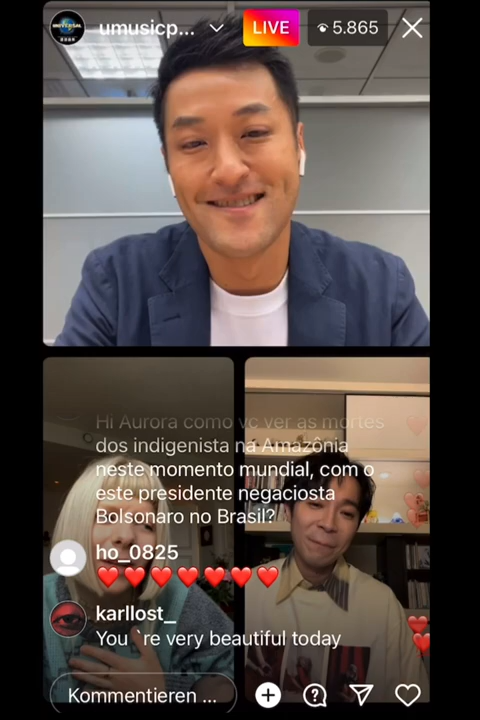 umusicp...
LIVE
5.865
Hi Aurora como vc ver as mortes
dos indigenista na Amazônia
neste momento mundial, com o
este presidente negaciosta
Bolsonaro no Brasil?
ho_0825
karllost_
You `re very beautiful today
Kommentieren ...
UNIVERSAL